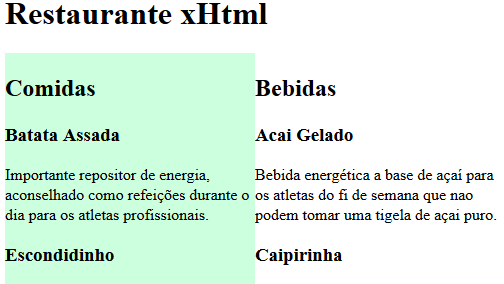 Restaurante xHtml
Comidas
Batata Assada
Importante repositor de energia,
aconselhado como refeições durante o
dia para os atletas profissionais.
Escondidinho
Bebidas
Acai Gelado
Bebida energética a base de açaí para
os atletas do fi de semana que nao
podem tomar uma tigela de açai puro.
Caipirinha